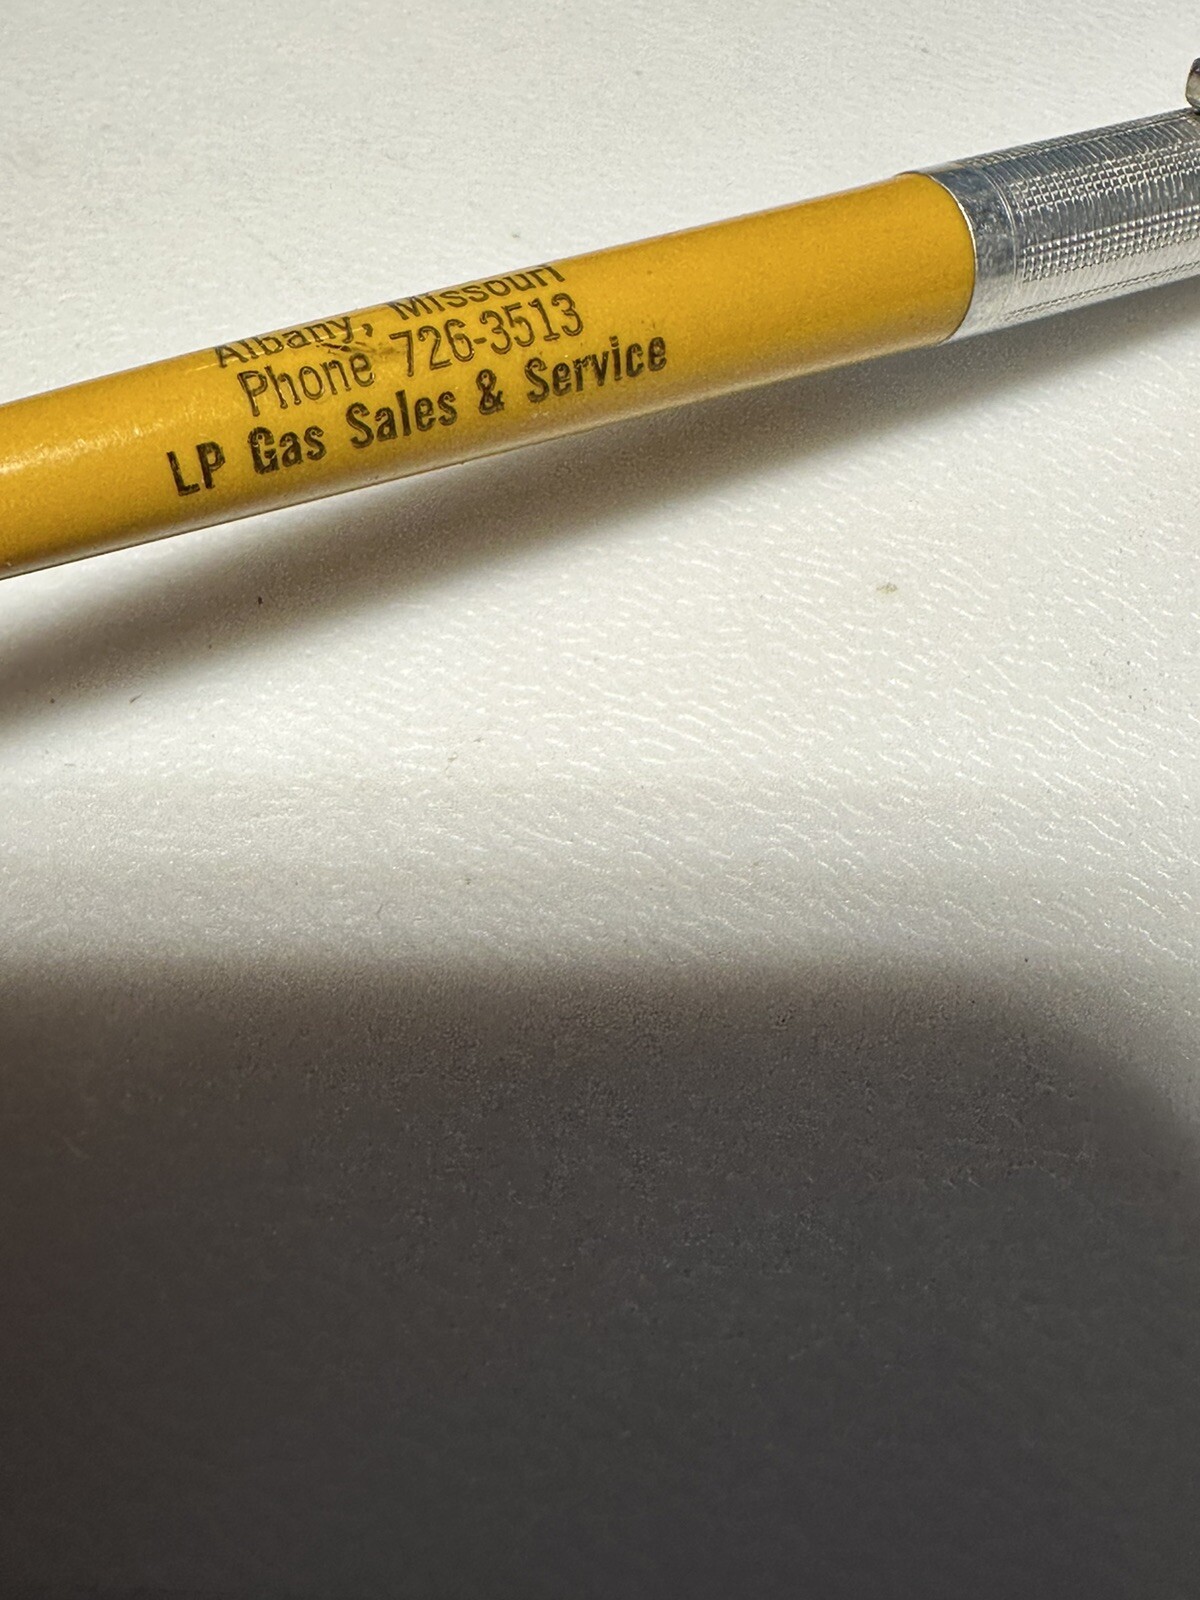 Albany, Missouri
Phone 726-3513
LP Gas Sales & Service